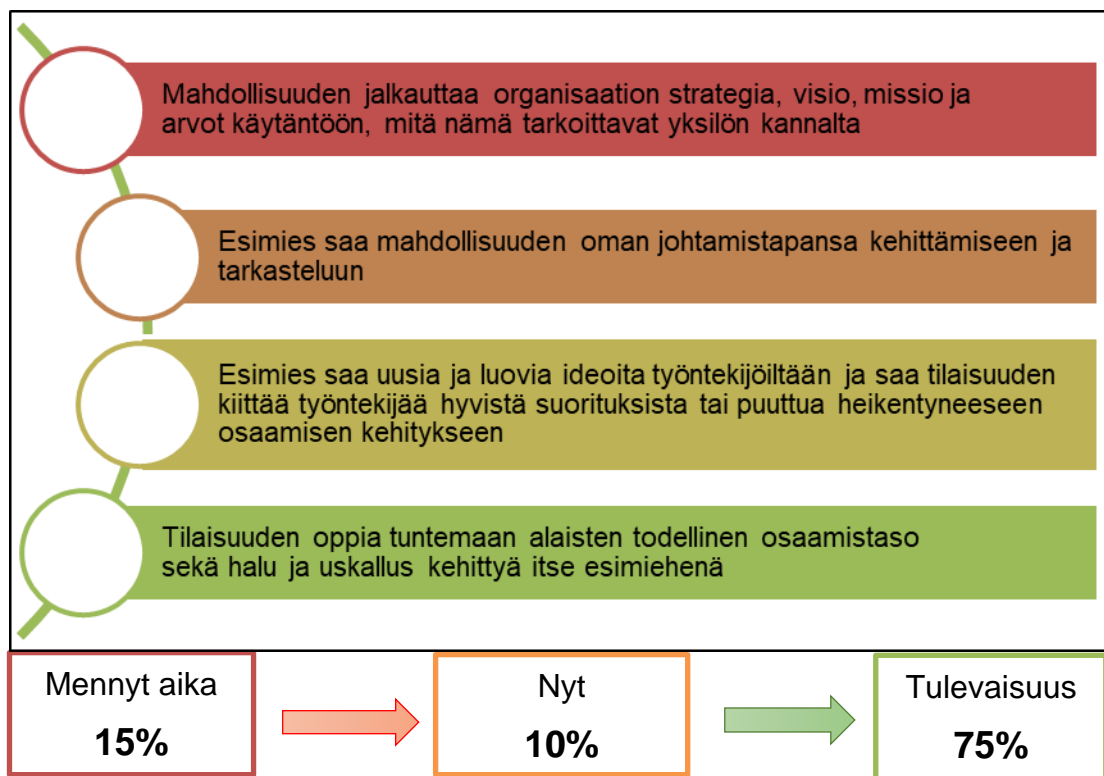 Mahdollisuuden jalkauttaa organisaation strategia, visio, missio ja
arvot käytäntöön, mitä nämä tarkoittavat yksilön kannalta
Esimies saa mahdollisuuden oman johtamistapansa kehittämiseen ja
tarkasteluun
Esimies saa uusia ja luovia ideoita työntekijöiltään ja saa tilaisuuden
kiittää työntekijää hyvistä suorituksista tai puuttua heikentyneeseen
osaamisen kehitykseen
Tilaisuuden oppia tuntemaan alaisten todellinen osaamistaso
sekä halu ja uskallus kehittyä itse esimiehenä
Mennyt aika
15%
Nyt
10%
Tulevaisuus
75%